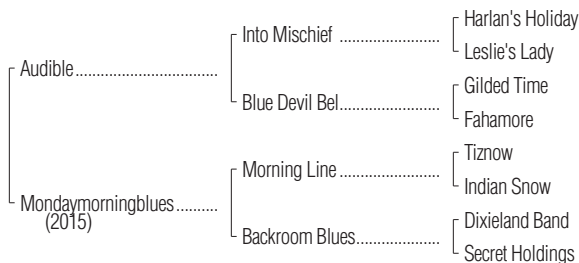 Harlan's Holiday
Into Mischief ........................
Leslie's Lady
Audible..................................
Gilded Time
Blue Devil Bel........................
Fahamore
Tiznow
Morning Line ........................
Indian Snow
Mondaymorningblues..........
(2015)
Dixieland Band
Backroom Blues....................
Secret Holdings